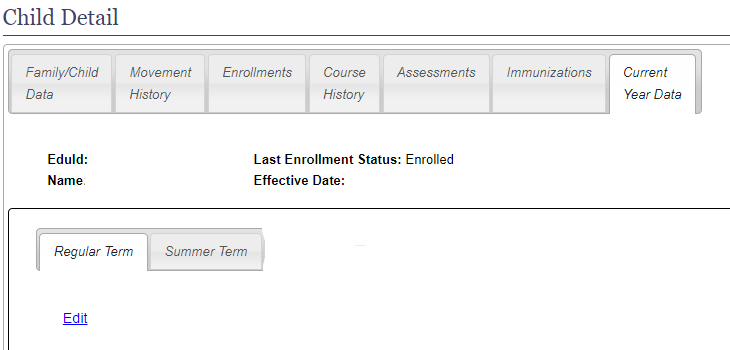 Child Detail
Family/Child Data
Movement History
Enrollments
Course History
Assessments
Immunizations
Current Year Data
EduId:
Last Enrollment Status: Enrolled
Name:
Effective Date:
Regular Term
Summer Term
Edit